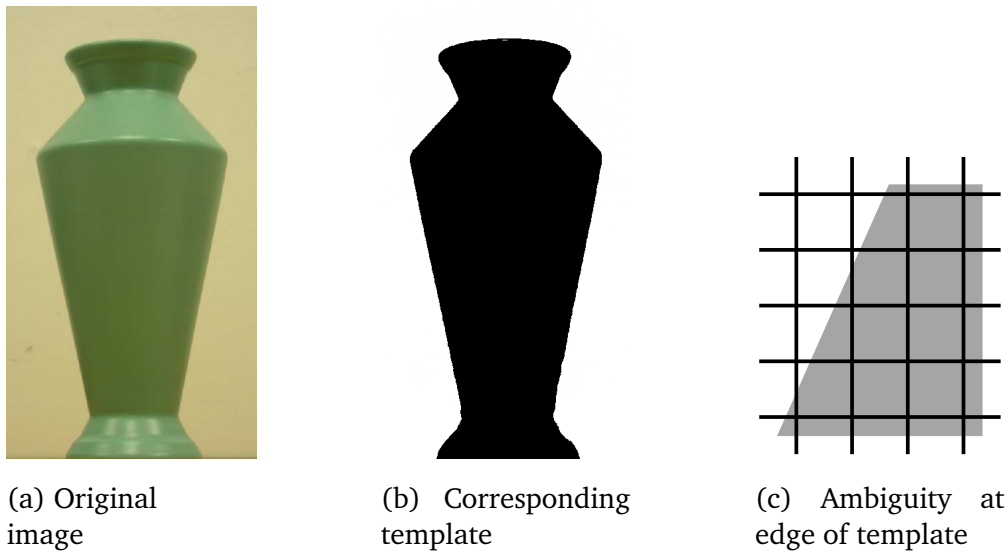 (a) Original
image
(b) Corresponding
template
(c) Ambiguity at
edge of template